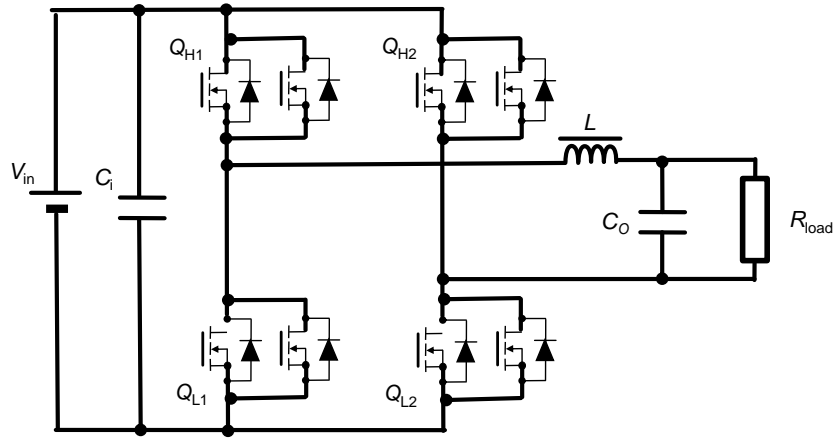 Q_H1
Q_H2
L
V_in
C_i
C_O
R_load
Q_L1
Q_L2